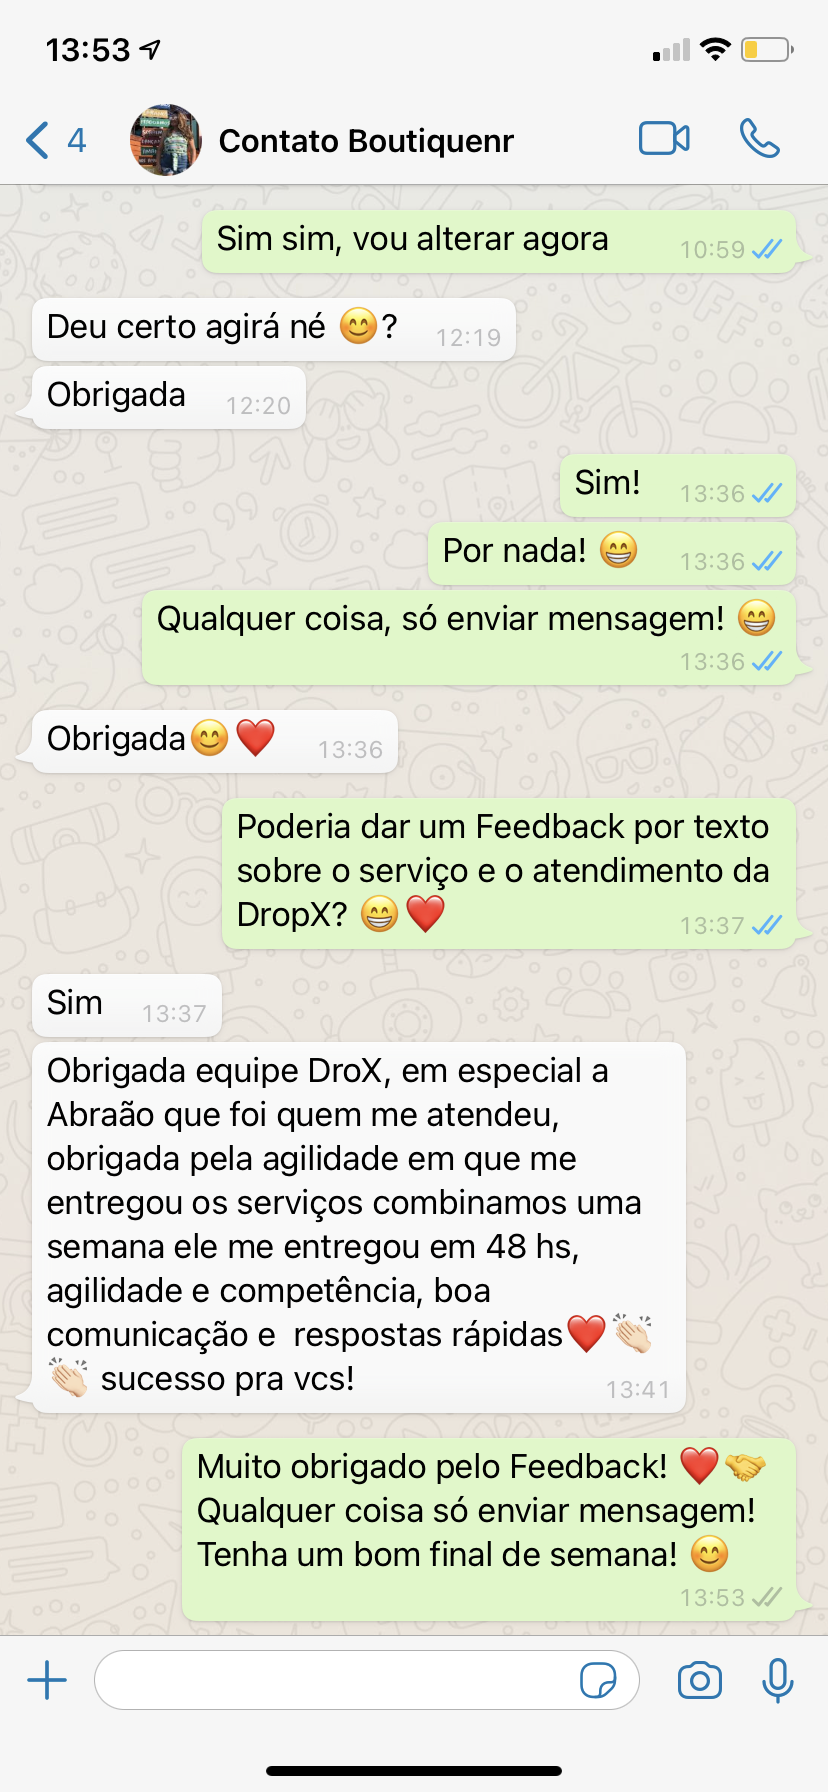 13:53
4
Contato Boutiquenr
Sim sim, vou alterar agora
10:59
Deu certo agirá né 😊?
12:19
Obrigada
12:20
Sim!
13:36
Por nada! 😁
13:36
Qualquer coisa, só enviar mensagem! 😁
13:36
Obrigada😊❤️
13:36
Poderia dar um Feedback por texto
sobre o serviço e o atendimento da
DropX? 😁❤️
13:37
Sim
13:37
Obrigada equipe DroX, em especial a
Abraão que foi quem me atendeu,
obrigada pela agilidade em que me
entregou os serviços combinamos uma
semana ele me entregou em 48 hs,
agilidade e competência, boa
comunicação e  respostas rápidas❤️👏🏻
👏🏻 sucesso pra vcs!
13:41
Muito obrigado pelo Feedback! ❤️🤝
Qualquer coisa só enviar mensagem!
Tenha um bom final de semana! 😊
13:53